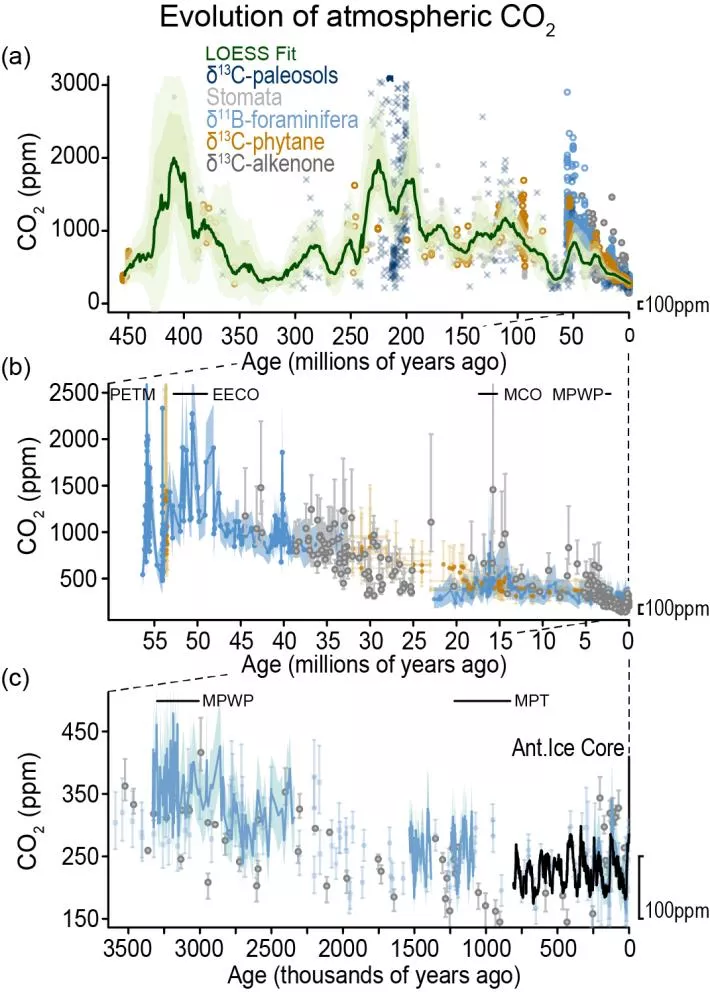 Evolution of atmospheric CO₂
(a)
LOESS Fit
δ¹³C-paleosols
Stomata
δ¹¹B-foraminifera
δ¹³C-phytane
δ¹³C-alkenone
CO₂ (ppm)
3000
2000
1000
0
100ppm
450 400 350 300 250 200 150 100 50 0
Age (millions of years ago)
(b)
PETM EECO MCO MPWP
CO₂ (ppm)
2500
2000
1500
1000
500
100ppm
55 50 45 40 35 30 25 20 15 10 5 0
Age (millions of years ago)
(c)
MPWP MPT
Ant.Ice Core
CO₂ (ppm)
450
350
250
150
100ppm
3500 3000 2500 2000 1500 1000 500 0
Age (thousands of years ago)